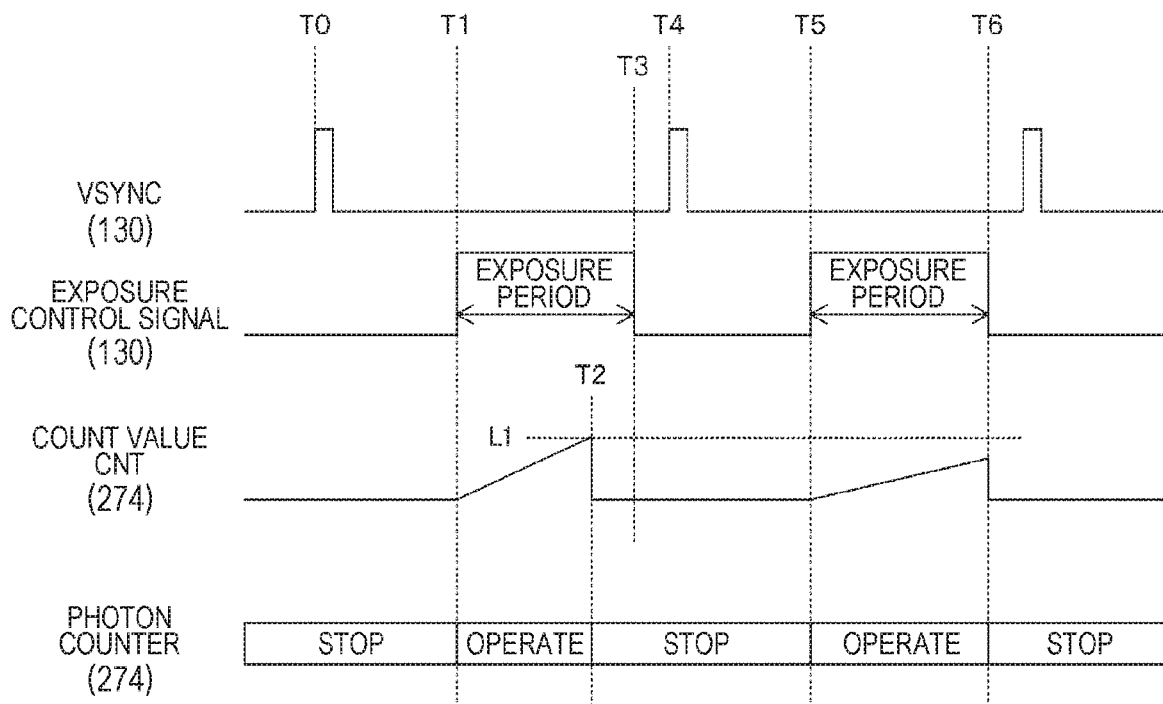 T0
T1
T4
T5
T6
T3
VSYNC
(130)
EXPOSURE
PERIOD
EXPOSURE
PERIOD
EXPOSURE
CONTROL SIGNAL
(130)
T2
L1
COUNT VALUE
CNT
(274)
PHOTON
COUNTER
(274)
STOP
OPERATE
STOP
OPERATE
STOP